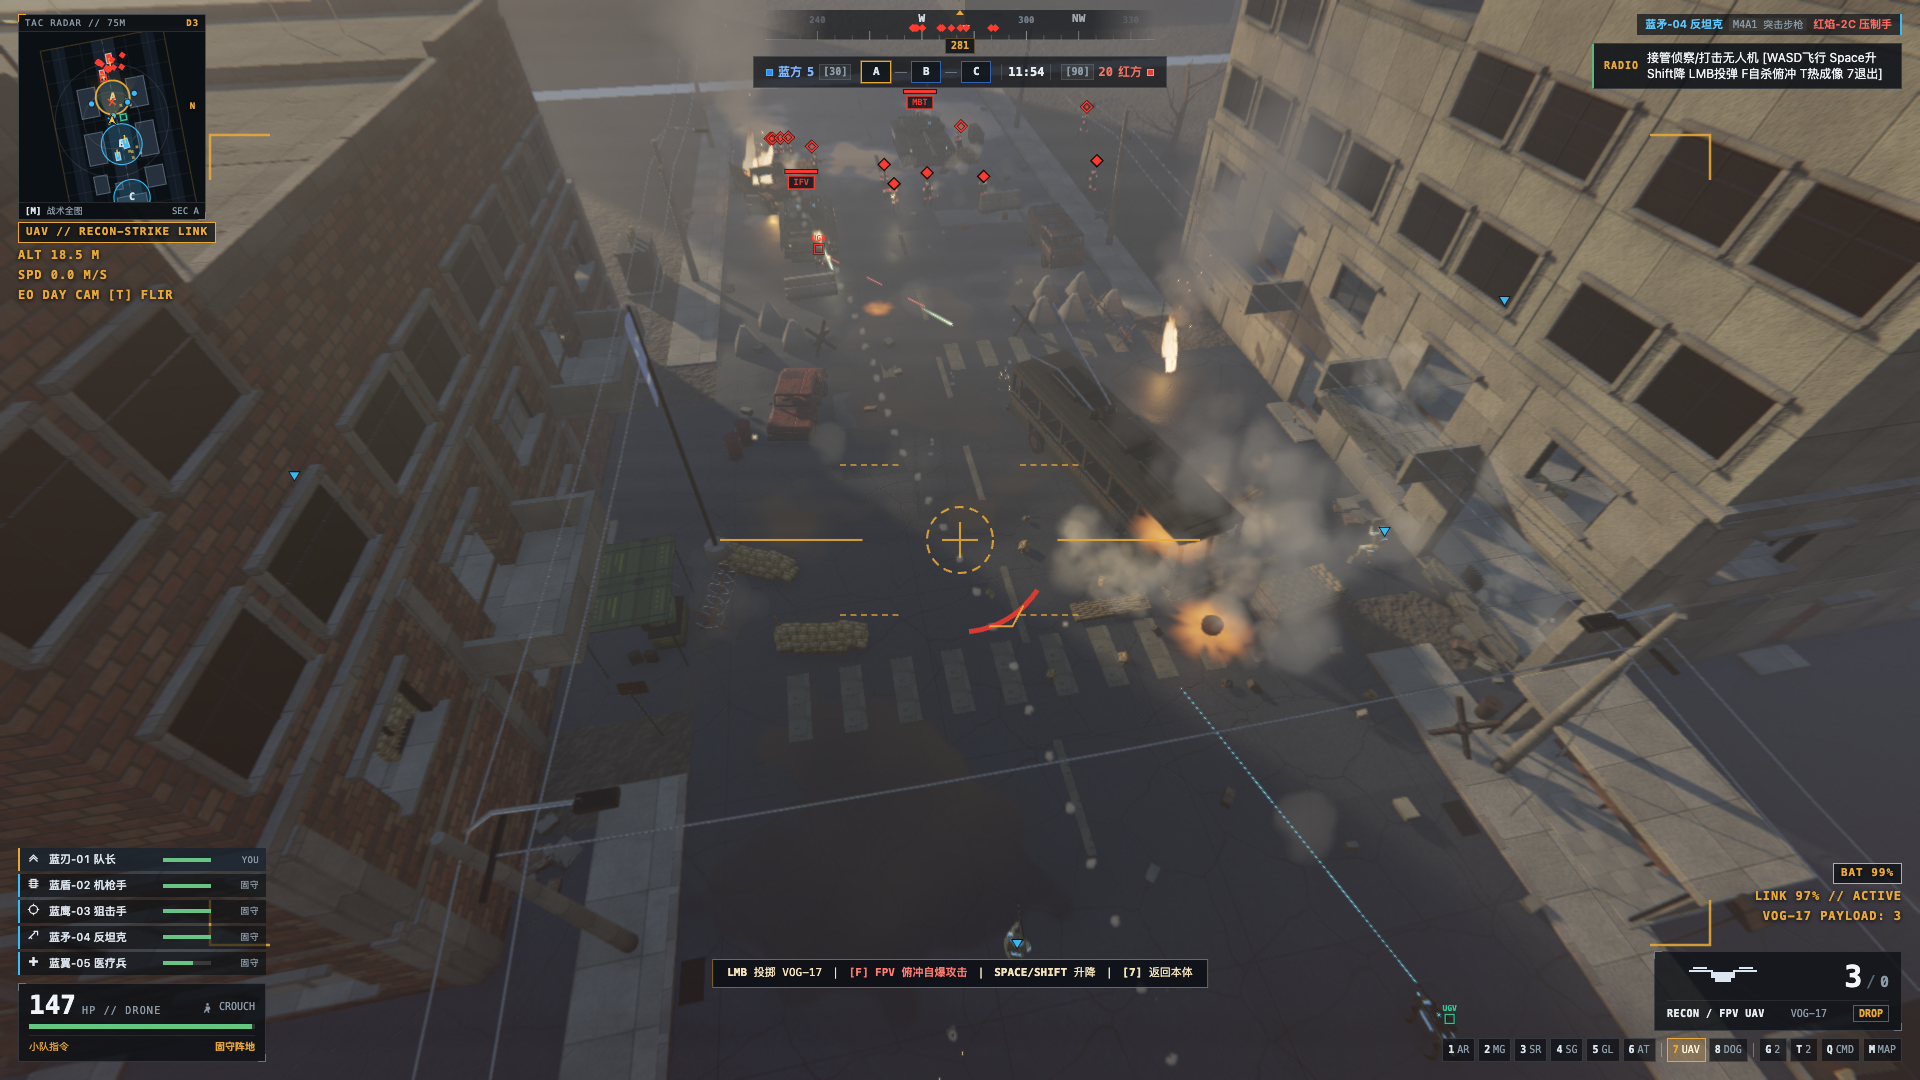 TAC RADAR // 75M D3
N
A
C
[M] 战术全图 SEC A
UAV // RECON-STRIKE LINK
ALT 18.5 M
SPD 0.0 M/S
EO DAY CAM [T] FLIR
240 W 300 NW 330
281
蓝方 5 [30] A B C 11:54 [90] 20 红方
MBT
IFV
蓝矛-04 反坦克 M4A1 突击步枪 红焰-2C 压制手
RADIO 接管侦察/打击无人机 [WASD飞行 Space升
Shift降 LMB投弹 F自杀俯冲 T热成像 7退出]
蓝刃-01 队长 YOU
蓝盾-02 机枪手 固守
蓝鹰-03 狙击手 固守
蓝矛-04 反坦克 固守
蓝翼-05 医疗兵 固守
147 HP // DRONE CROUCH
小队指令 固守阵地
LMB 投掷 VOG-17 | [F] FPV 俯冲自爆攻击 | SPACE/SHIFT 升降 | [7] 返回本体
UGV
BAT 99%
LINK 97% // ACTIVE
VOG-17 PAYLOAD: 3
3 / 0
RECON / FPV UAV VOG-17 DROP
1 AR 2 MG 3 SR 4 SG 5 GL 6 AT 7 UAV 8 DOG G 2 T 2 Q CMD M MAP